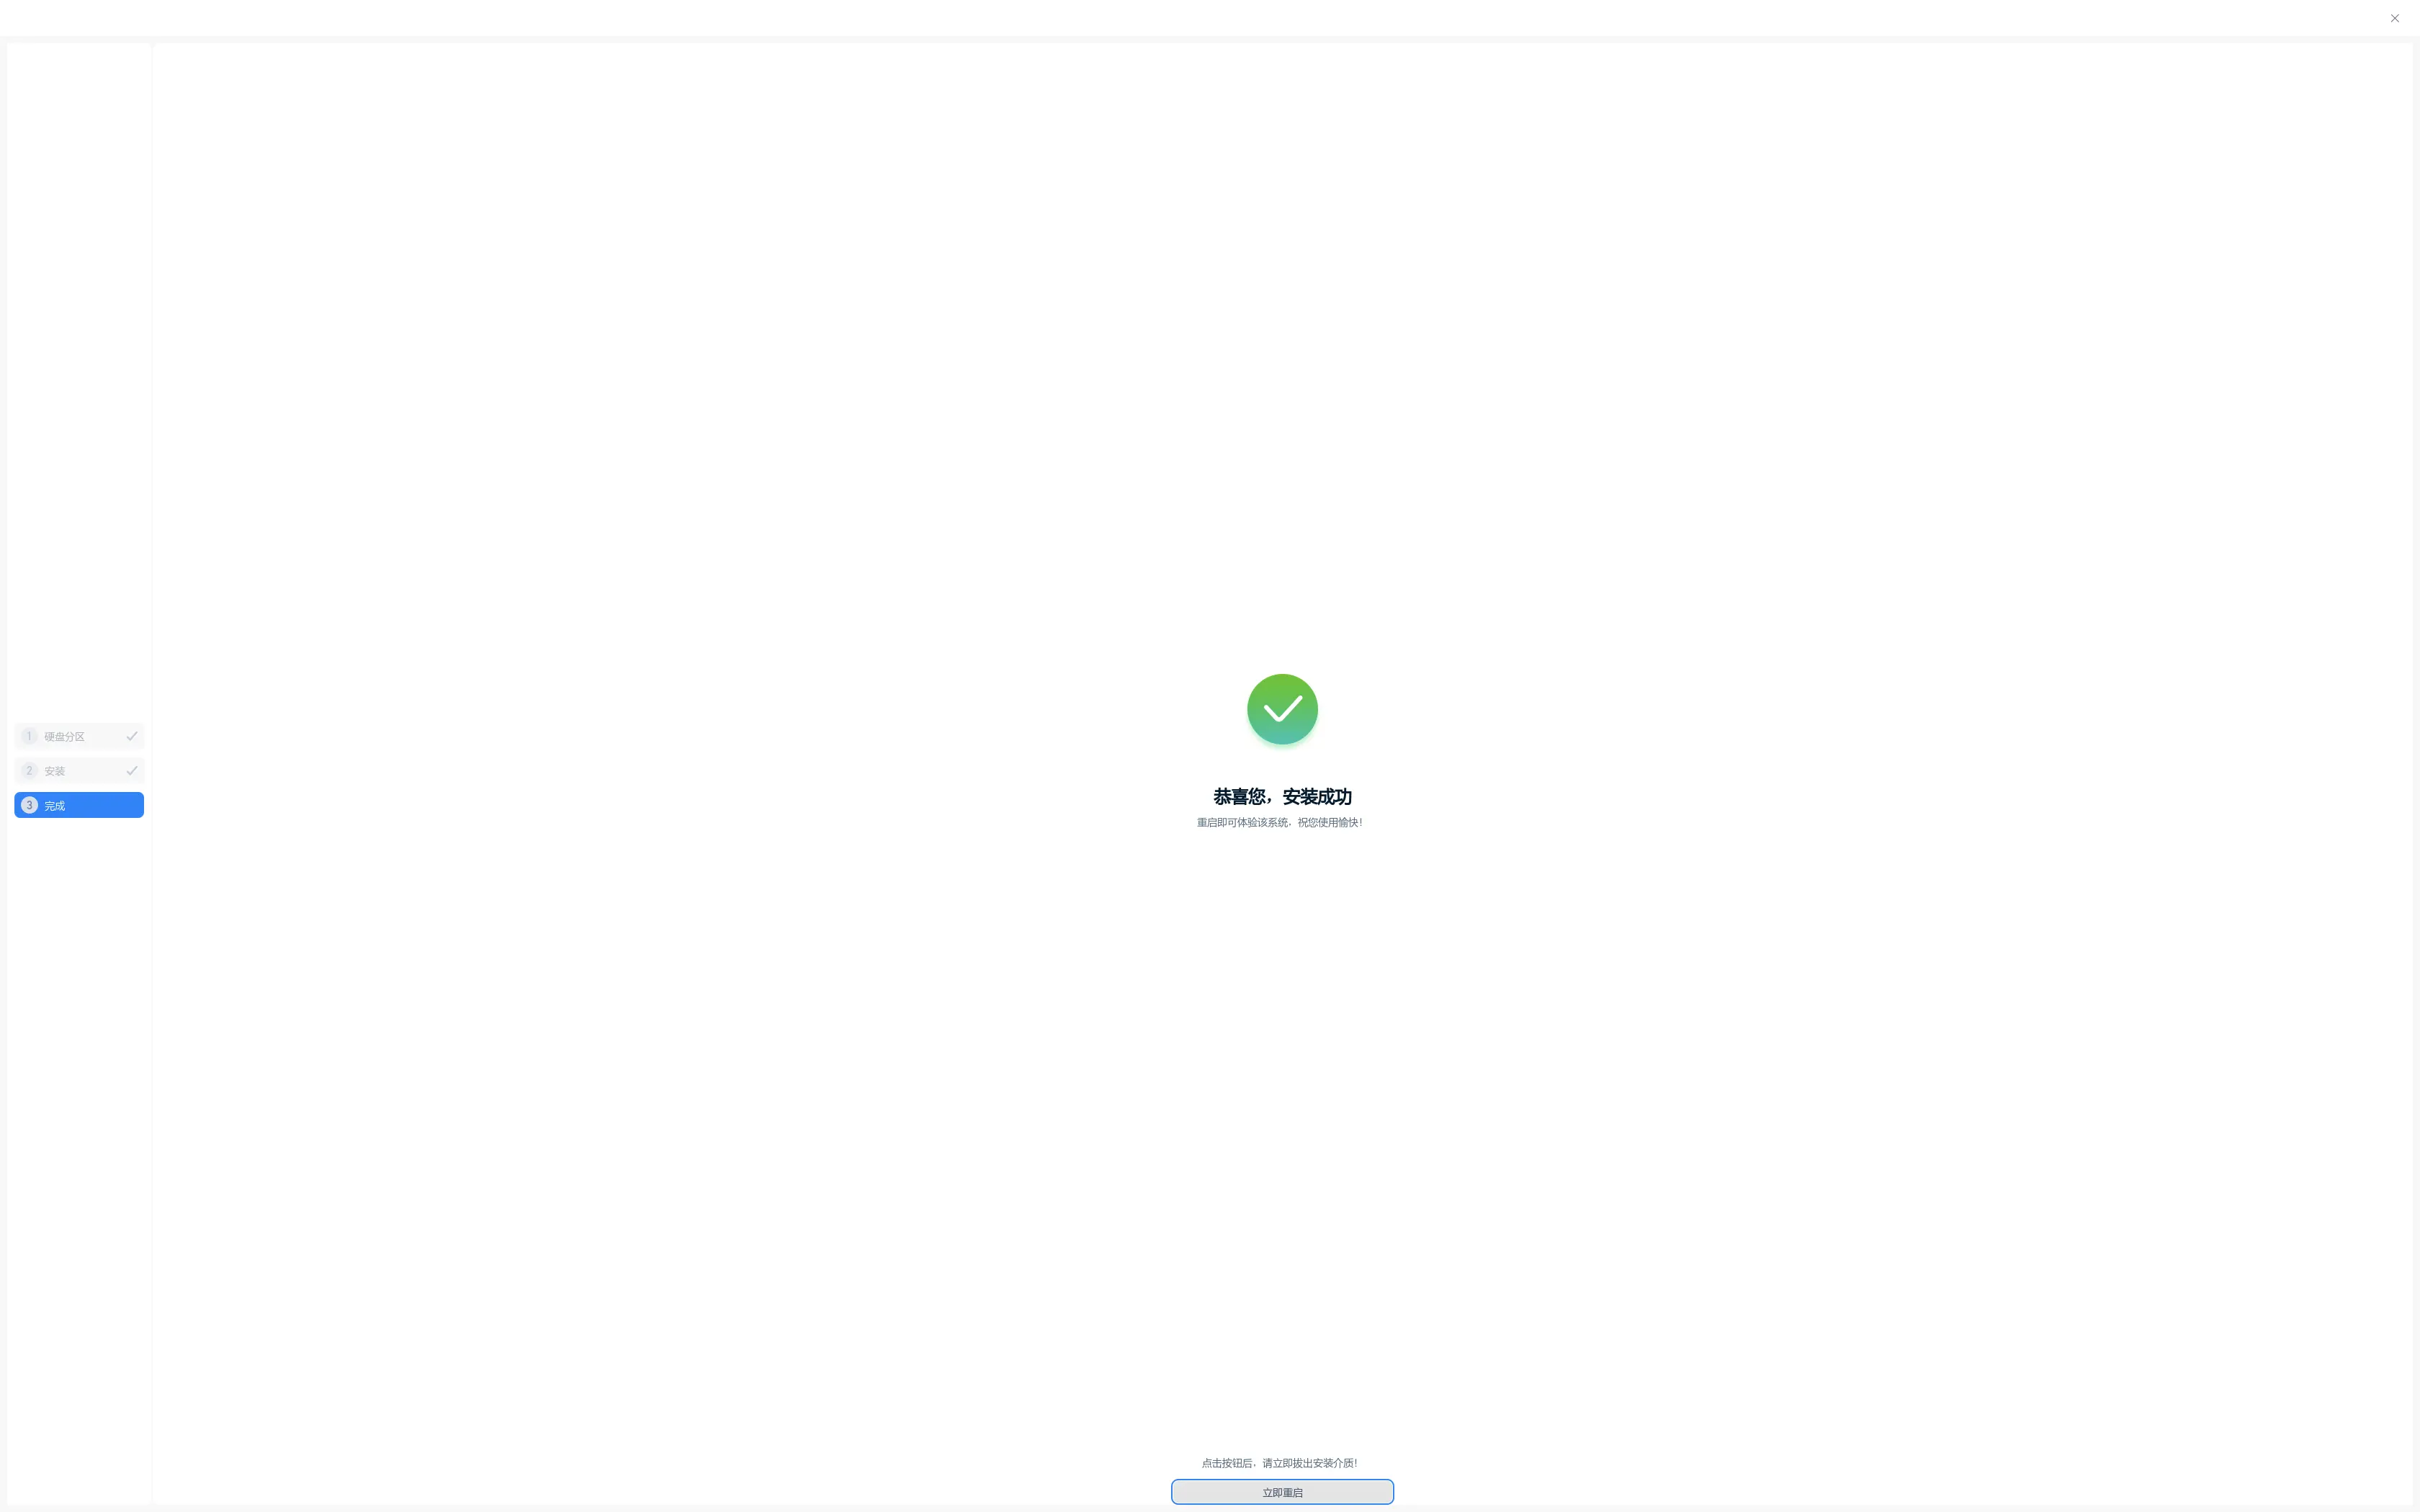 1 硬盘分区
2 安装
3 完成
恭喜您，安装成功
重启即可体验该系统，祝您使用愉快！
点击按钮后，请立即拔出安装介质！
立即重启